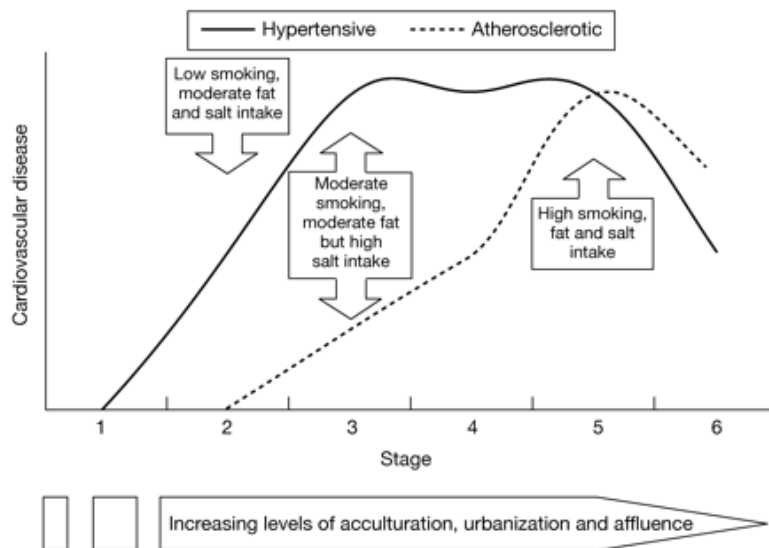 Hypertensive Atherosclerotic
Low smoking,
moderate fat
and salt intake
Moderate
smoking,
moderate fat
but high
salt intake
High smoking,
fat and salt
intake
Cardiovascular disease
1 2 3 4 5 6
Stage
Increasing levels of acculturation, urbanization and affluence